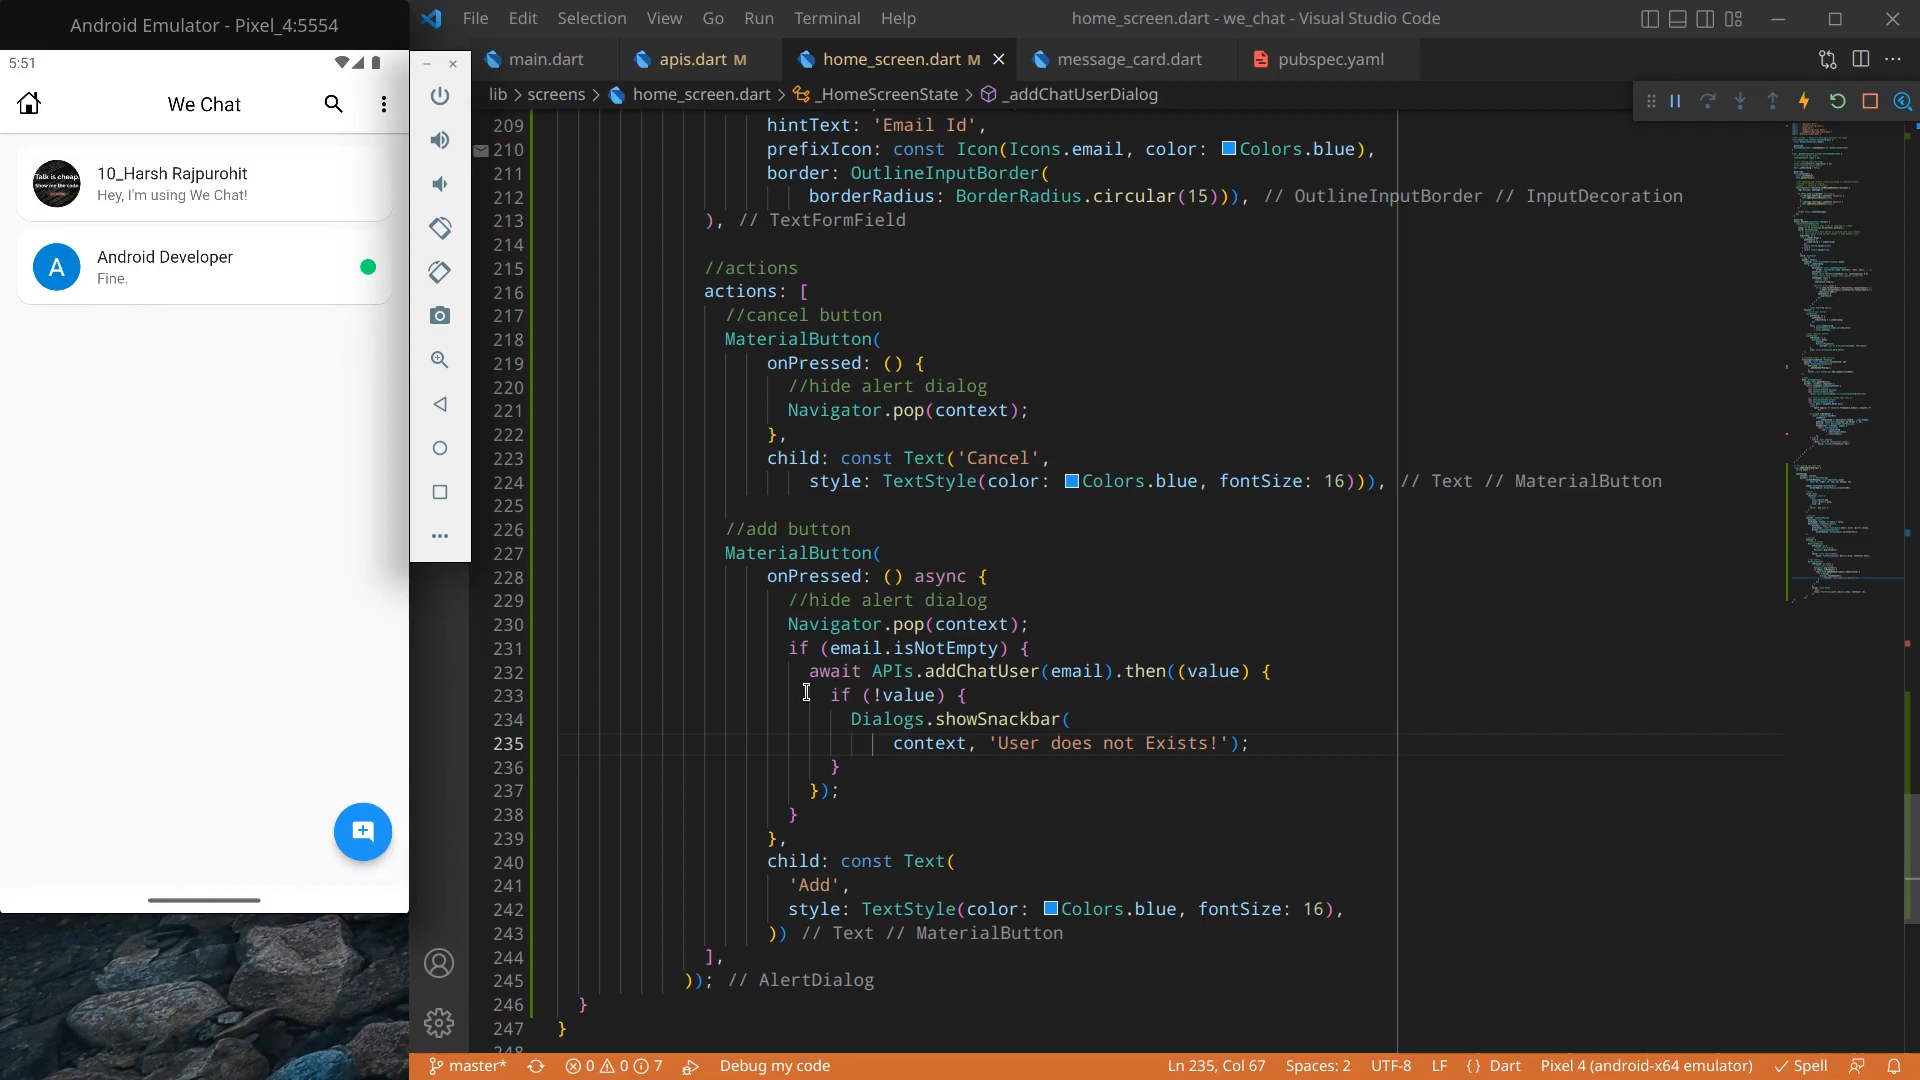 Android Emulator - Pixel_4:5554
5:51
We Chat
10_Harsh Rajpurohit
Hey, I'm using We Chat!
A
Android Developer
Fine.
File Edit Selection View Go Run Terminal Help
home_screen.dart - we_chat - Visual Studio Code
main.dart
apis.dart M
home_screen.dart M
message_card.dart
pubspec.yaml
lib > screens > home_screen.dart > _HomeScreenState > _addChatUserDialog
209 hintText: 'Email Id',
210 prefixIcon: const Icon(Icons.email, color: Colors.blue),
211 border: OutlineInputBorder(
212 borderRadius: BorderRadius.circular(15))), // OutlineInputBorder // InputDecoration
213 ), // TextFormField
214
215 //actions
216 actions: [
217 //cancel button
218 MaterialButton(
219 onPressed: () {
220 //hide alert dialog
221 Navigator.pop(context);
222 },
223 child: const Text('Cancel',
224 style: TextStyle(color: Colors.blue, fontSize: 16))), // Text // MaterialButton
225
226 //add button
227 MaterialButton(
228 onPressed: () async {
229 //hide alert dialog
230 Navigator.pop(context);
231 if (email.isNotEmpty) {
232 await APIs.addChatUser(email).then((value) {
233 if (!value) {
234 Dialogs.showSnackbar(
235 context, 'User does not Exists!');
236 }
237 });
238 }
239 },
240 child: const Text(
241 'Add',
242 style: TextStyle(color: Colors.blue, fontSize: 16),
243 )) // Text // MaterialButton
244 ],
245 )); // AlertDialog
246 }
247 }
master* 0 0 7 Debug my code
Ln 235, Col 67 Spaces: 2 UTF-8 LF {} Dart Pixel 4 (android-x64 emulator) Spell